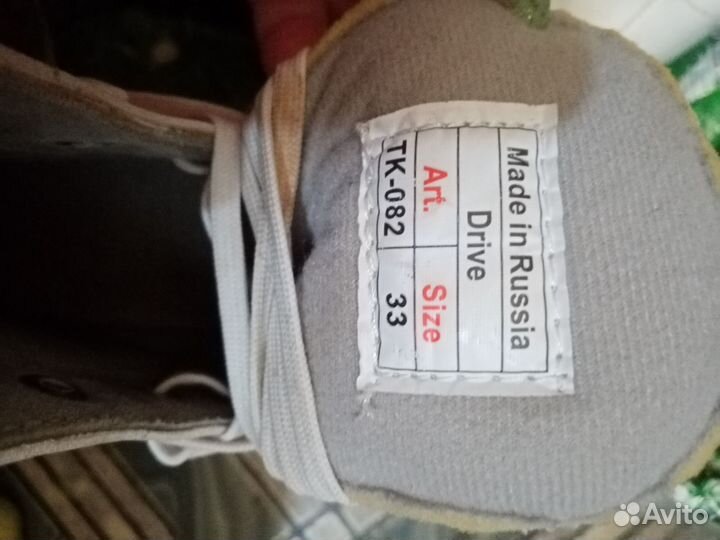 Made in Russia
Drive
Art. Size
TK-082 33
Avito